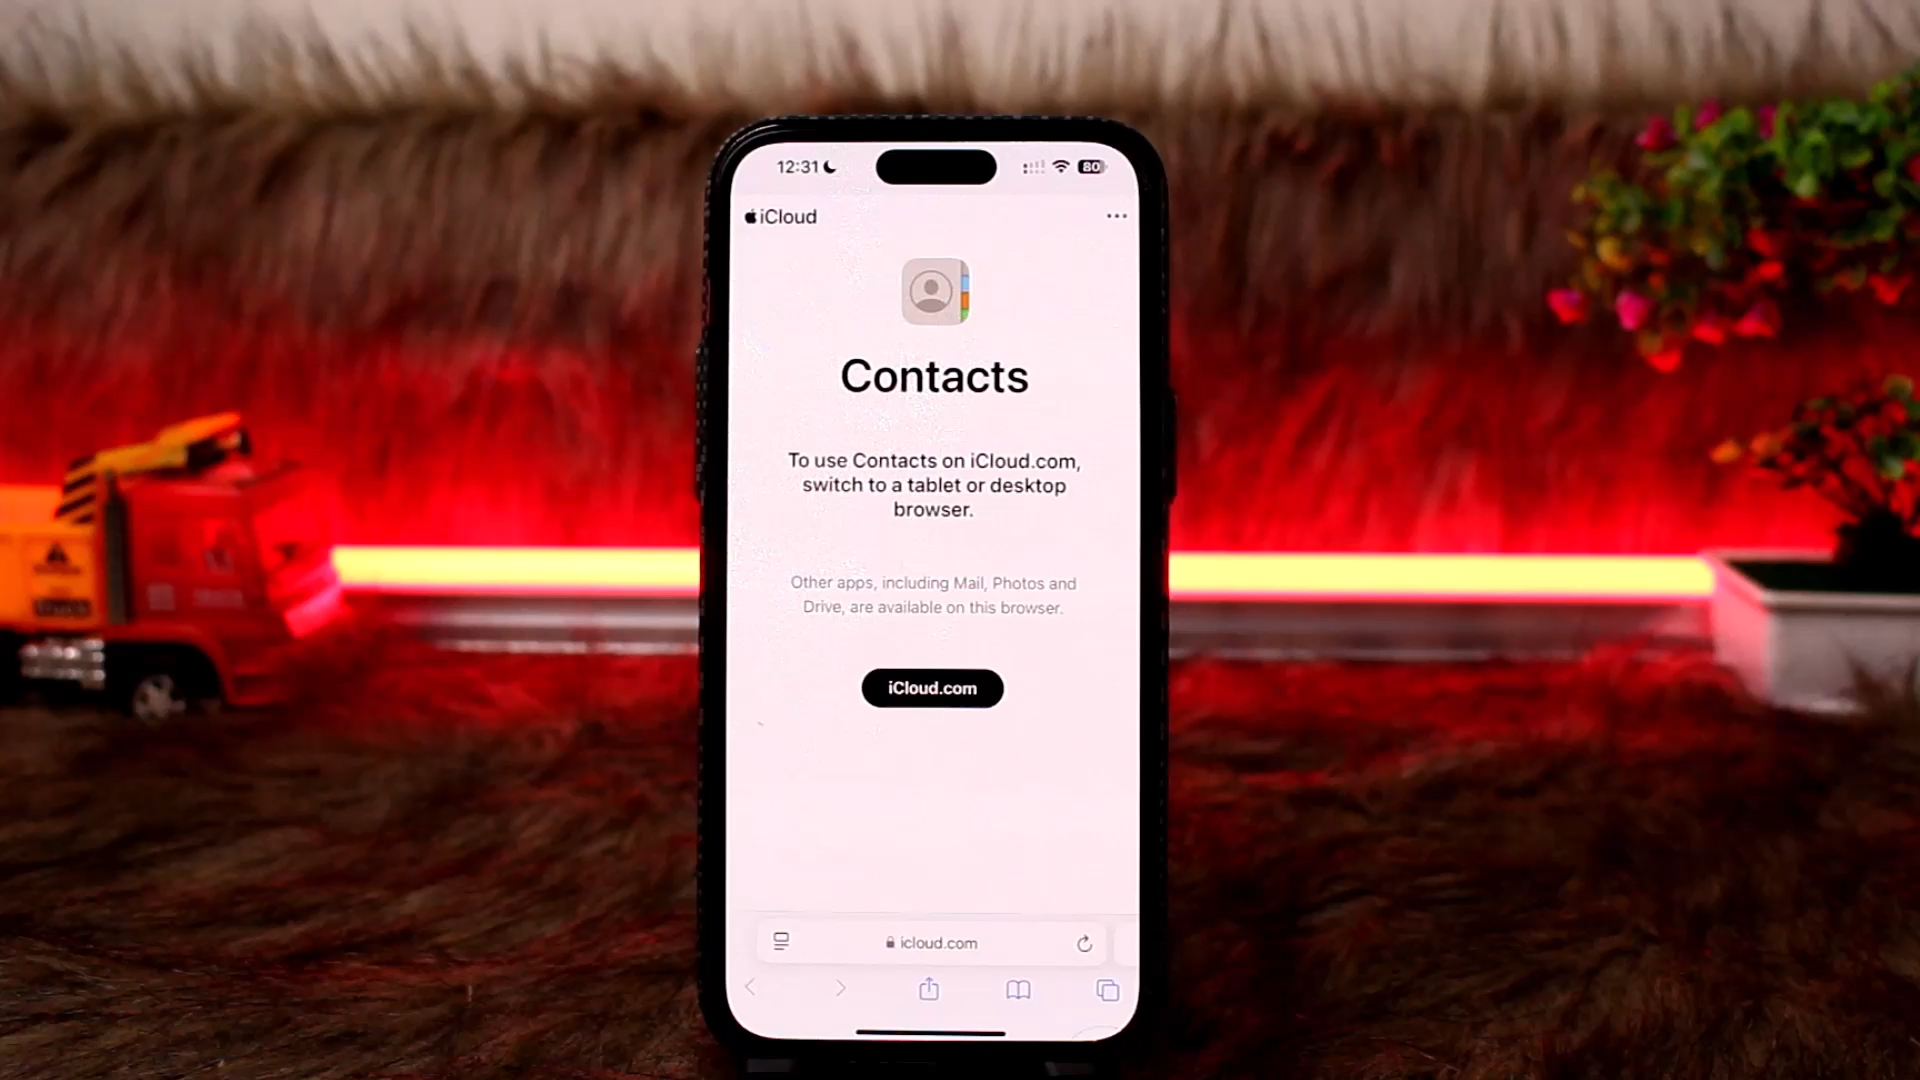 12:31
80
iCloud
Contacts
To use Contacts on iCloud.com,
switch to a tablet or desktop
browser.
Other apps, including Mail, Photos and
Drive, are available on this browser.
iCloud.com
icloud.com